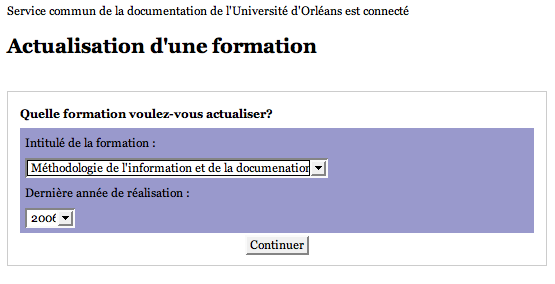 Service commun de la documentation de l'Université d'Orléans est connecté
Actualisation d'une formation
Quelle formation voulez-vous actualiser?
Intitulé de la formation :
Méthodologie de l'information et de la documenation
Dernière année de réalisation :
2006
Continuer